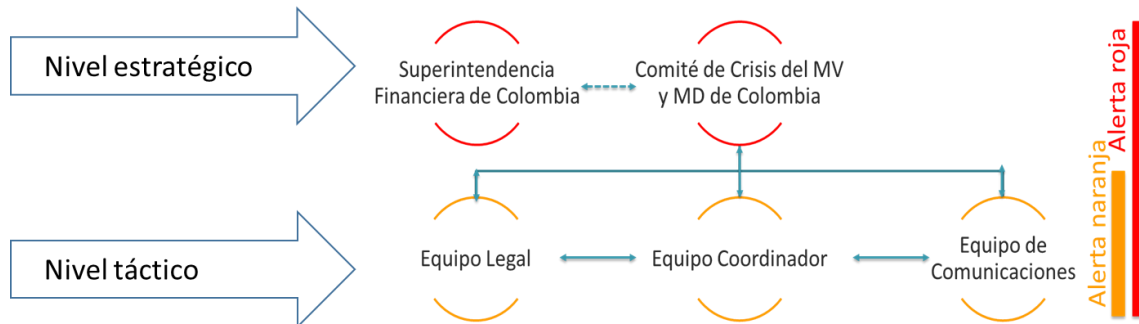 Nivel estratégico
Superintendencia
Financiera de Colombia
Comité de Crisis del MV
y MD de Colombia
Alerta roja
Alerta naranja
Nivel táctico
Equipo Legal
Equipo Coordinador
Equipo de
Comunicaciones